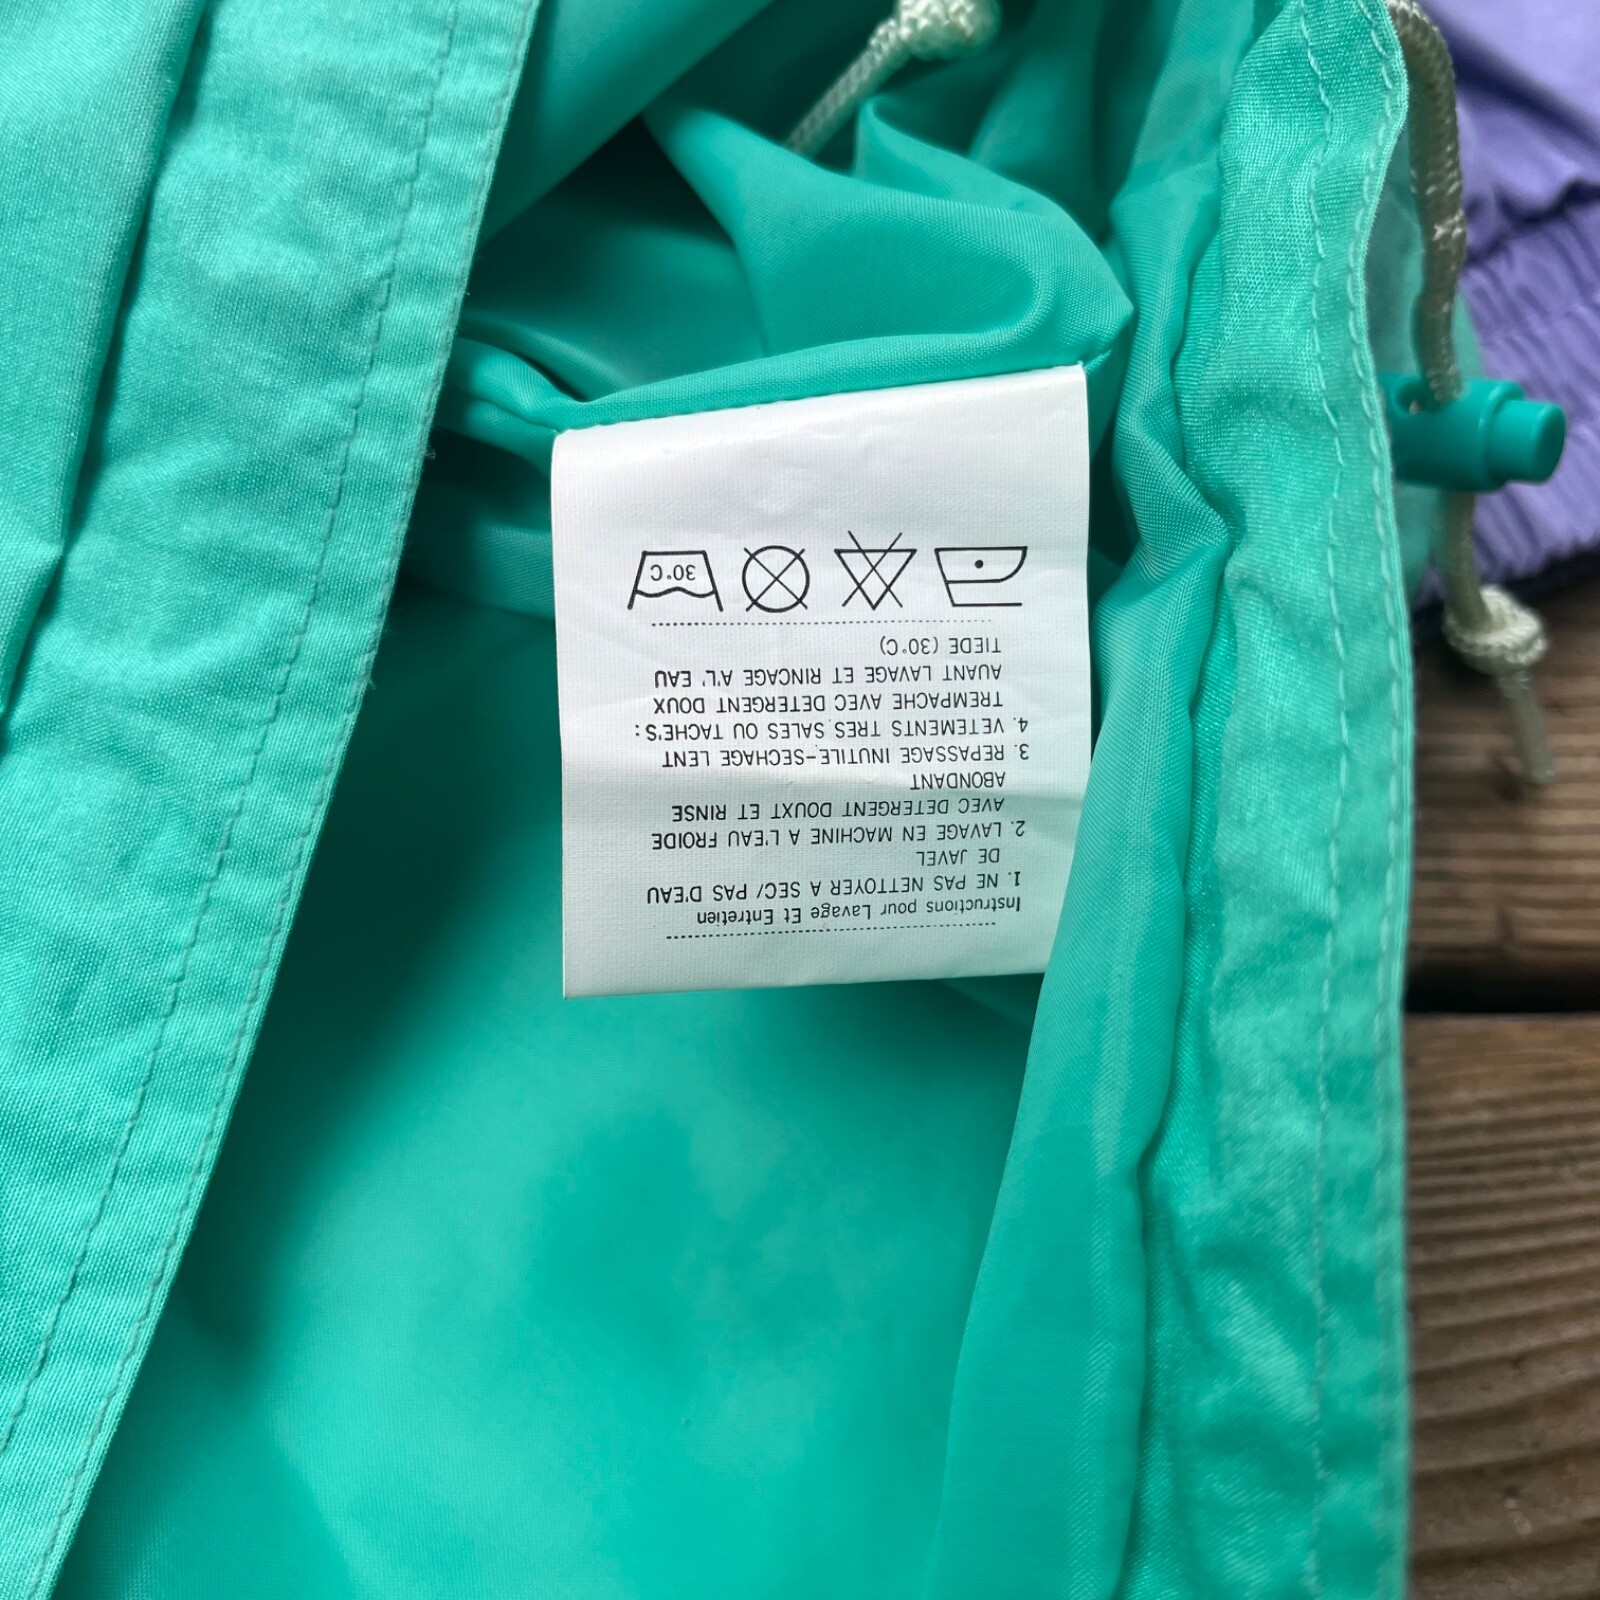 Instructions pour Lavage Et Entretien
1. NE PAS NETTOYER A SEC/ PAS D'EAU
DE JAVEL
2. LAVAGE EN MACHINE A L'EAU FROIDE
AVEC DETERGENT DOUXT ET RINSE
ABONDANT
3. REPASSAGE INUTILE-SECHAGE LENT
4. VETEMENTS TRES SALES OU TACHE'S:
TREMPACHE AVEC DETERGENT DOUX
AUANT LAVAGE ET RINCAGE A'L' EAU
TIEDE (30°C)
30°C